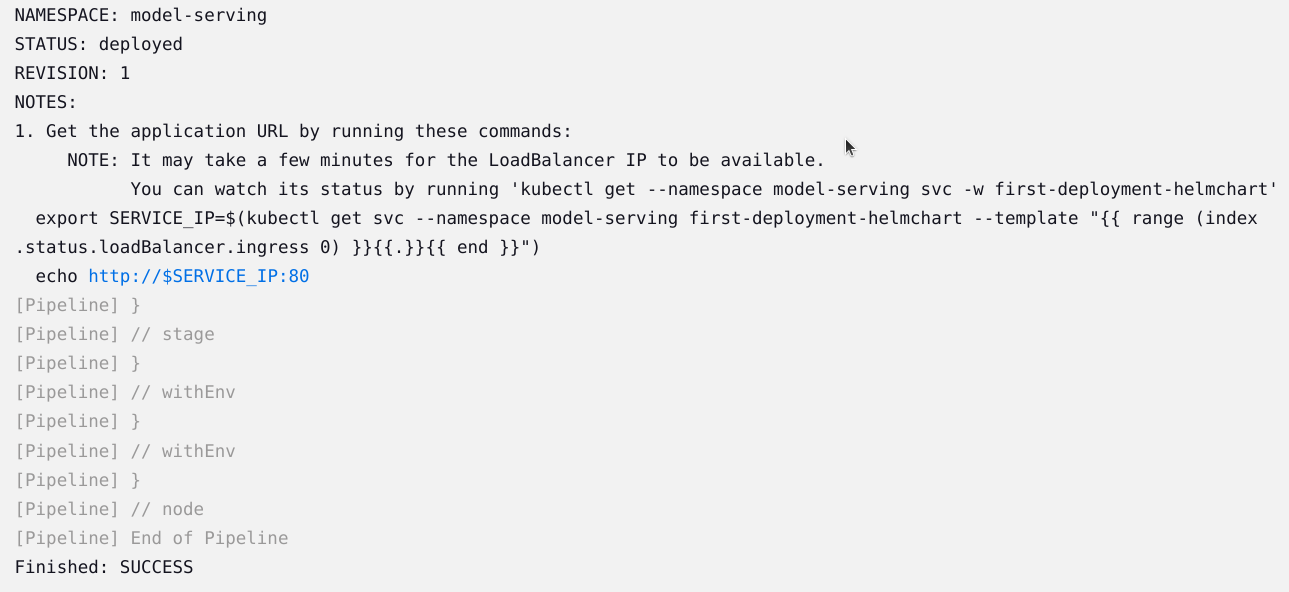 NAMESPACE: model-serving
STATUS: deployed
REVISION: 1
NOTES:
1. Get the application URL by running these commands:
     NOTE: It may take a few minutes for the LoadBalancer IP to be available.
           You can watch its status by running 'kubectl get --namespace model-serving svc -w first-deployment-helmchart'
  export SERVICE_IP=$(kubectl get svc --namespace model-serving first-deployment-helmchart --template "{{ range (index
.status.loadBalancer.ingress 0) }}{{.}}{{ end }}")
  echo http://$SERVICE_IP:80
[Pipeline] }
[Pipeline] // stage
[Pipeline] }
[Pipeline] // withEnv
[Pipeline] }
[Pipeline] // withEnv
[Pipeline] }
[Pipeline] // node
[Pipeline] End of Pipeline
Finished: SUCCESS